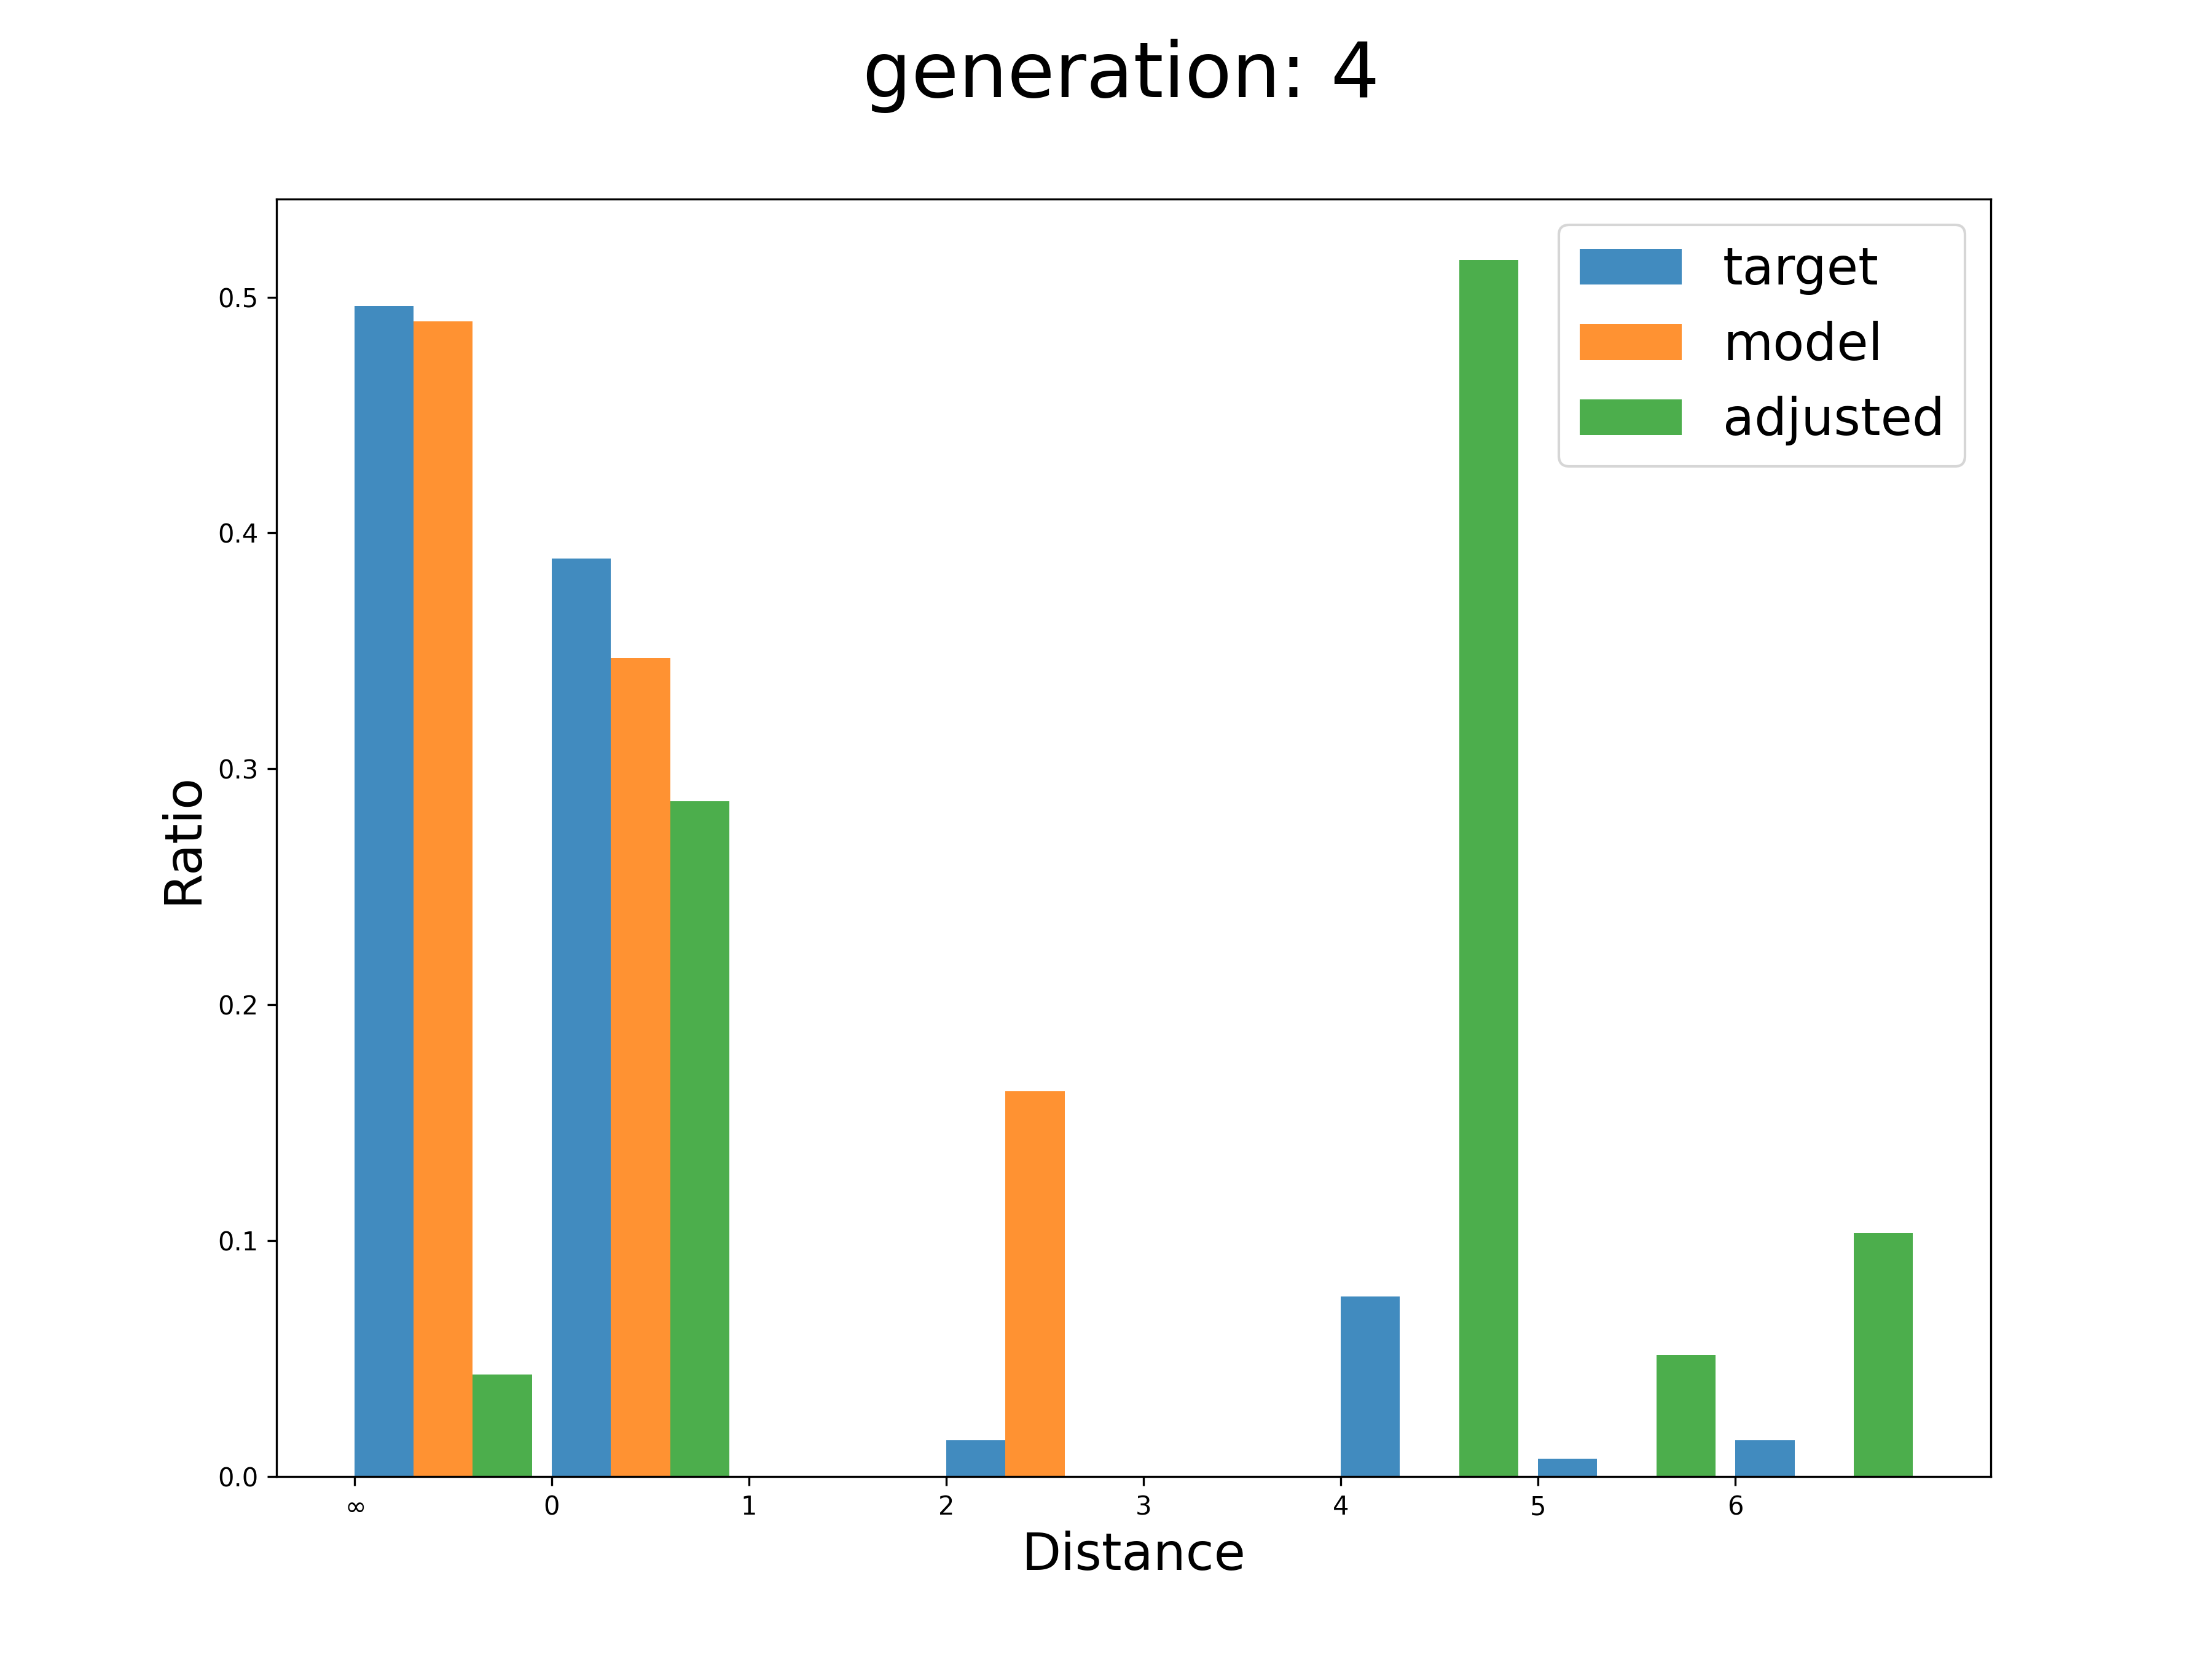 generation: 4
target
model
adjusted
Ratio
0.5
0.4
0.3
0.2
0.1
0.0
∞ 0 1 2 3 4 5 6
Distance